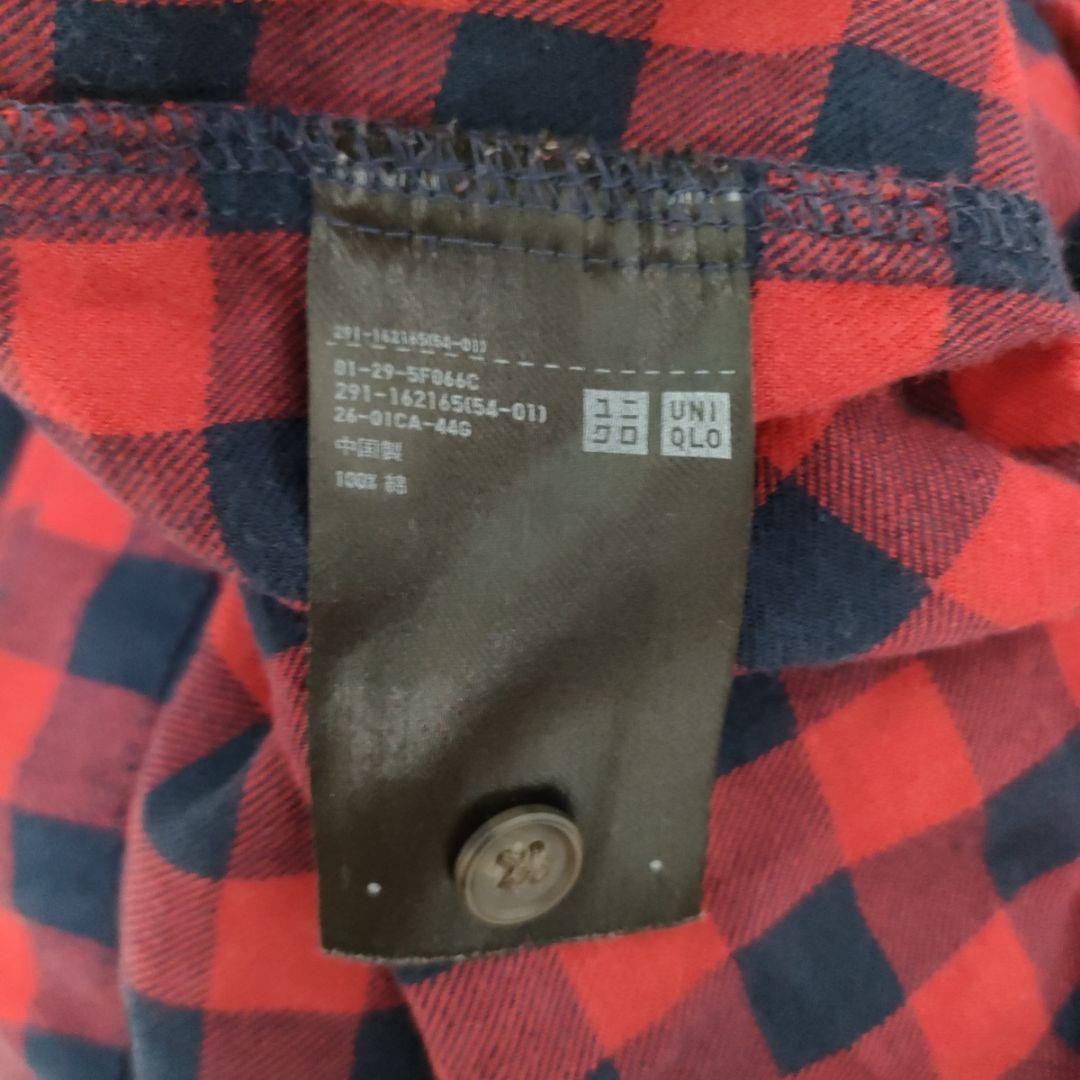 291-162165(54-01)
01-29-5F066C
291-162165(54-01)
26-01CA-44G
中国製
100% 綿
ユニ
クロ
UNI
QLO